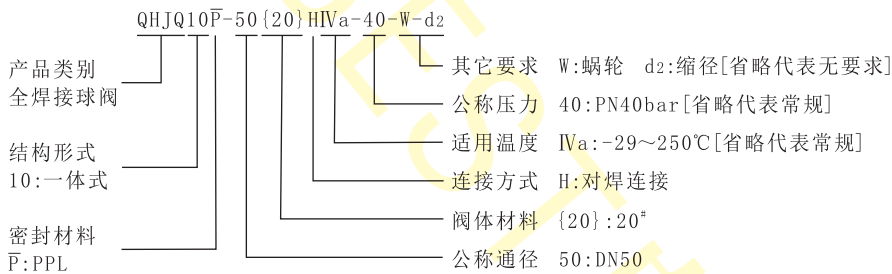 QHJQ10P̅-50{20}HⅣa-40-W-d₂
产品类别
全焊接球阀
结构形式
10:一体式
密封材料
P̅:PPL
其它要求 W:蜗轮 d₂:缩径[省略代表无要求]
公称压力 40:PN40bar[省略代表常规]
适用温度 Ⅳa:-29～250℃[省略代表常规]
连接方式 H:对焊连接
阀体材料 {20}:20#
公称通径 50:DN50